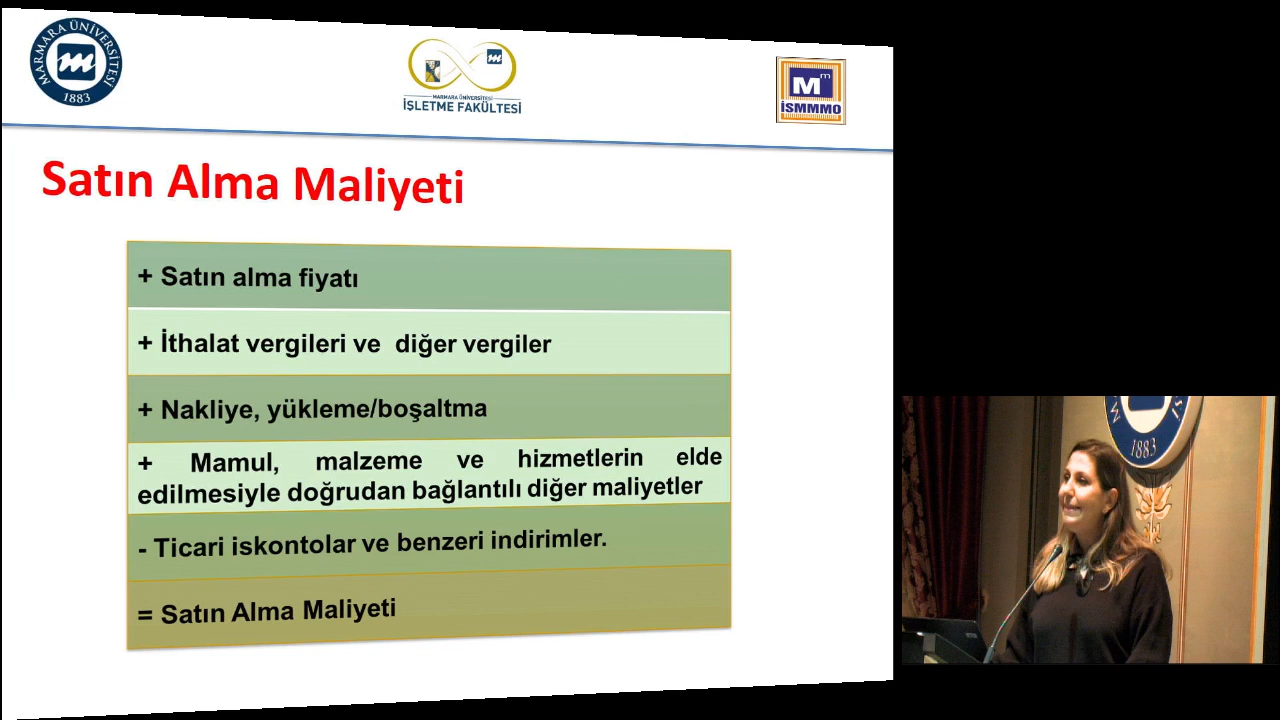 MARMARA ÜNİVERSİTESİ
1883
MARMARA ÜNİVERSİTESİ
İŞLETME FAKÜLTESİ
Mm
İSMMMO
Satın Alma Maliyeti
+ Satın alma fiyatı
+ İthalat vergileri ve diğer vergiler
+ Nakliye, yükleme/boşaltma
+ Mamul, malzeme ve hizmetlerin elde
edilmesiyle doğrudan bağlantılı diğer maliyetler
- Ticari iskontolar ve benzeri indirimler.
= Satın Alma Maliyeti
1883